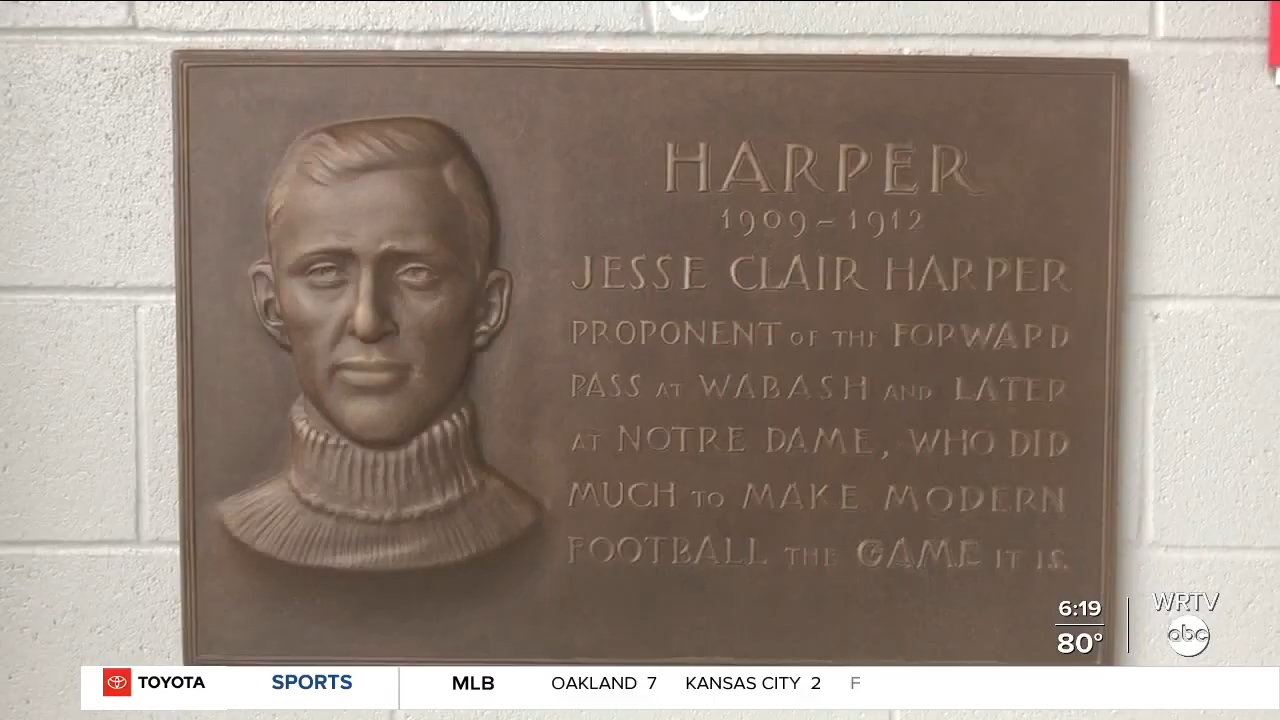 HARPER
1909-1912
JESSE CLAIR HARPER
PROPONENT OF THE FORWARD
PASS AT WABASH AND LATER
AT NOTRE DAME, WHO DID
MUCH TO MAKE MODERN
FOOTBALL THE GAME IT IS.
6:19
80°
WRTV
abc
TOYOTA SPORTS MLB OAKLAND 7 KANSAS CITY 2 F